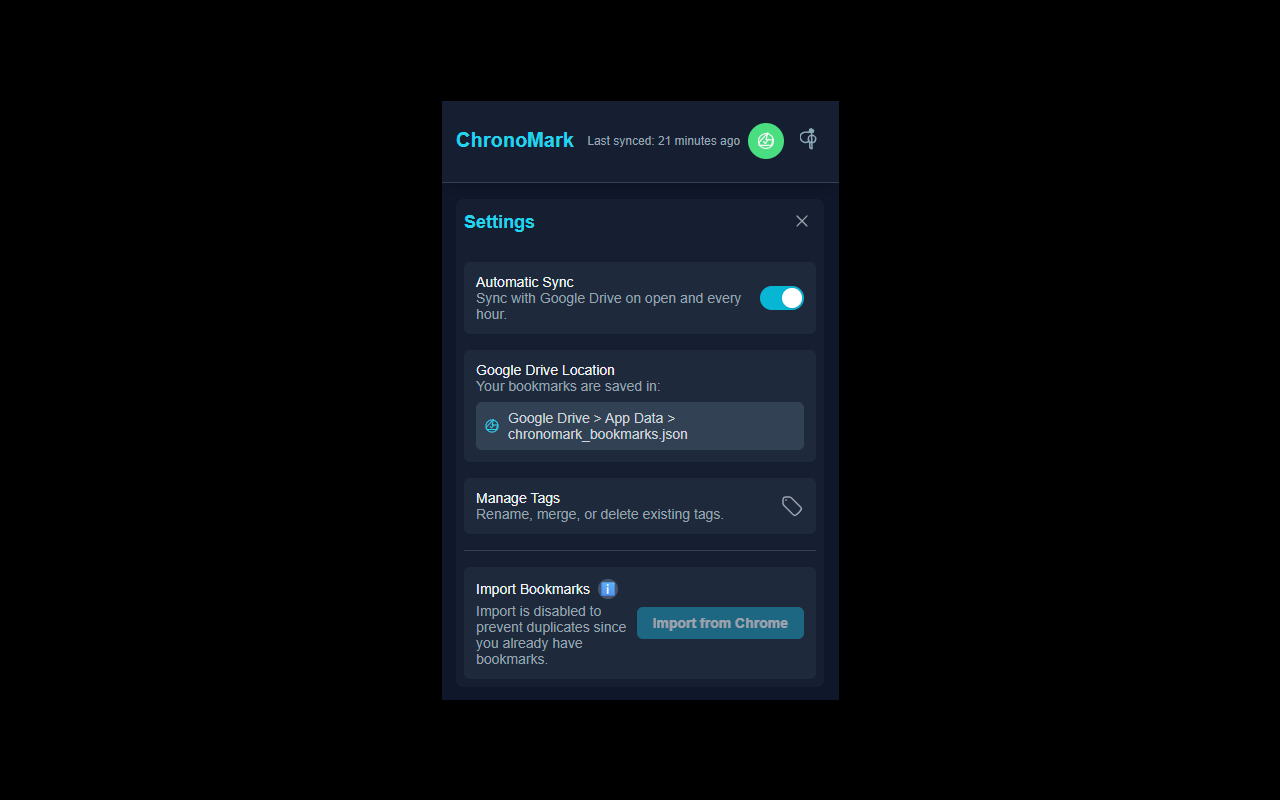 ChronoMark
Last synced: 21 minutes ago
Settings
Automatic Sync
Sync with Google Drive on open and every
hour.
Google Drive Location
Your bookmarks are saved in:
Google Drive > App Data >
chronomark_bookmarks.json
Manage Tags
Rename, merge, or delete existing tags.
Import Bookmarks ℹ️
Import is disabled to
prevent duplicates since
you already have
bookmarks.
Import from Chrome